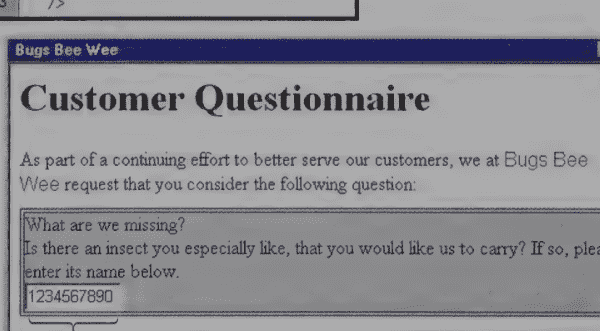 />
Bugs Bee Wee
Customer Questionnaire
As part of a continuing effort to better serve our customers, we at Bugs Bee
Wee request that you consider the following question:
What are we missing?
Is there an insect you especially like, that you would like us to carry? If so,
enter its name below.
1234567890